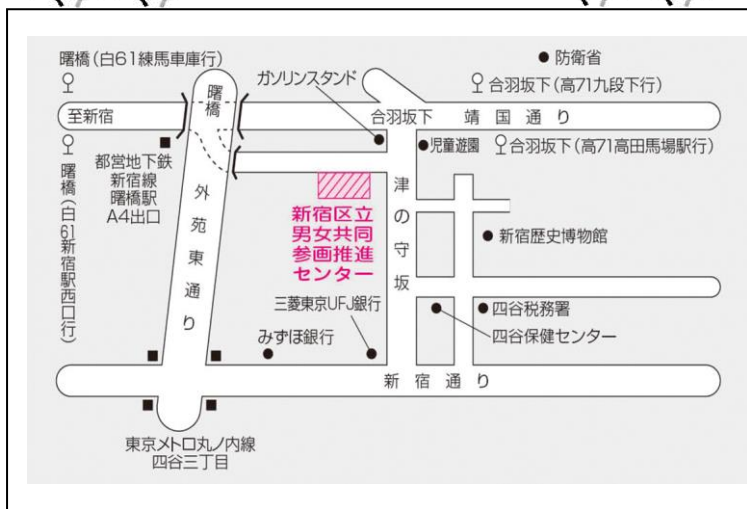 曙橋(白61練馬車庫行)
ガソリンスタンド
防衛省
合羽坂下(高71九段下行)
曙橋
至新宿
合羽坂下
靖国通り
児童遊園
合羽坂下(高71高田馬場駅行)
都営地下鉄
新宿線
曙橋駅
A4出口
曙橋(白61新宿駅西口行)
外苑東通り
新宿区立
男女共同
参画推進
センター
津の守坂
新宿歴史博物館
三菱東京UFJ銀行
みずほ銀行
四谷税務署
四谷保健センター
新宿通り
東京メトロ丸ノ内線
四谷三丁目